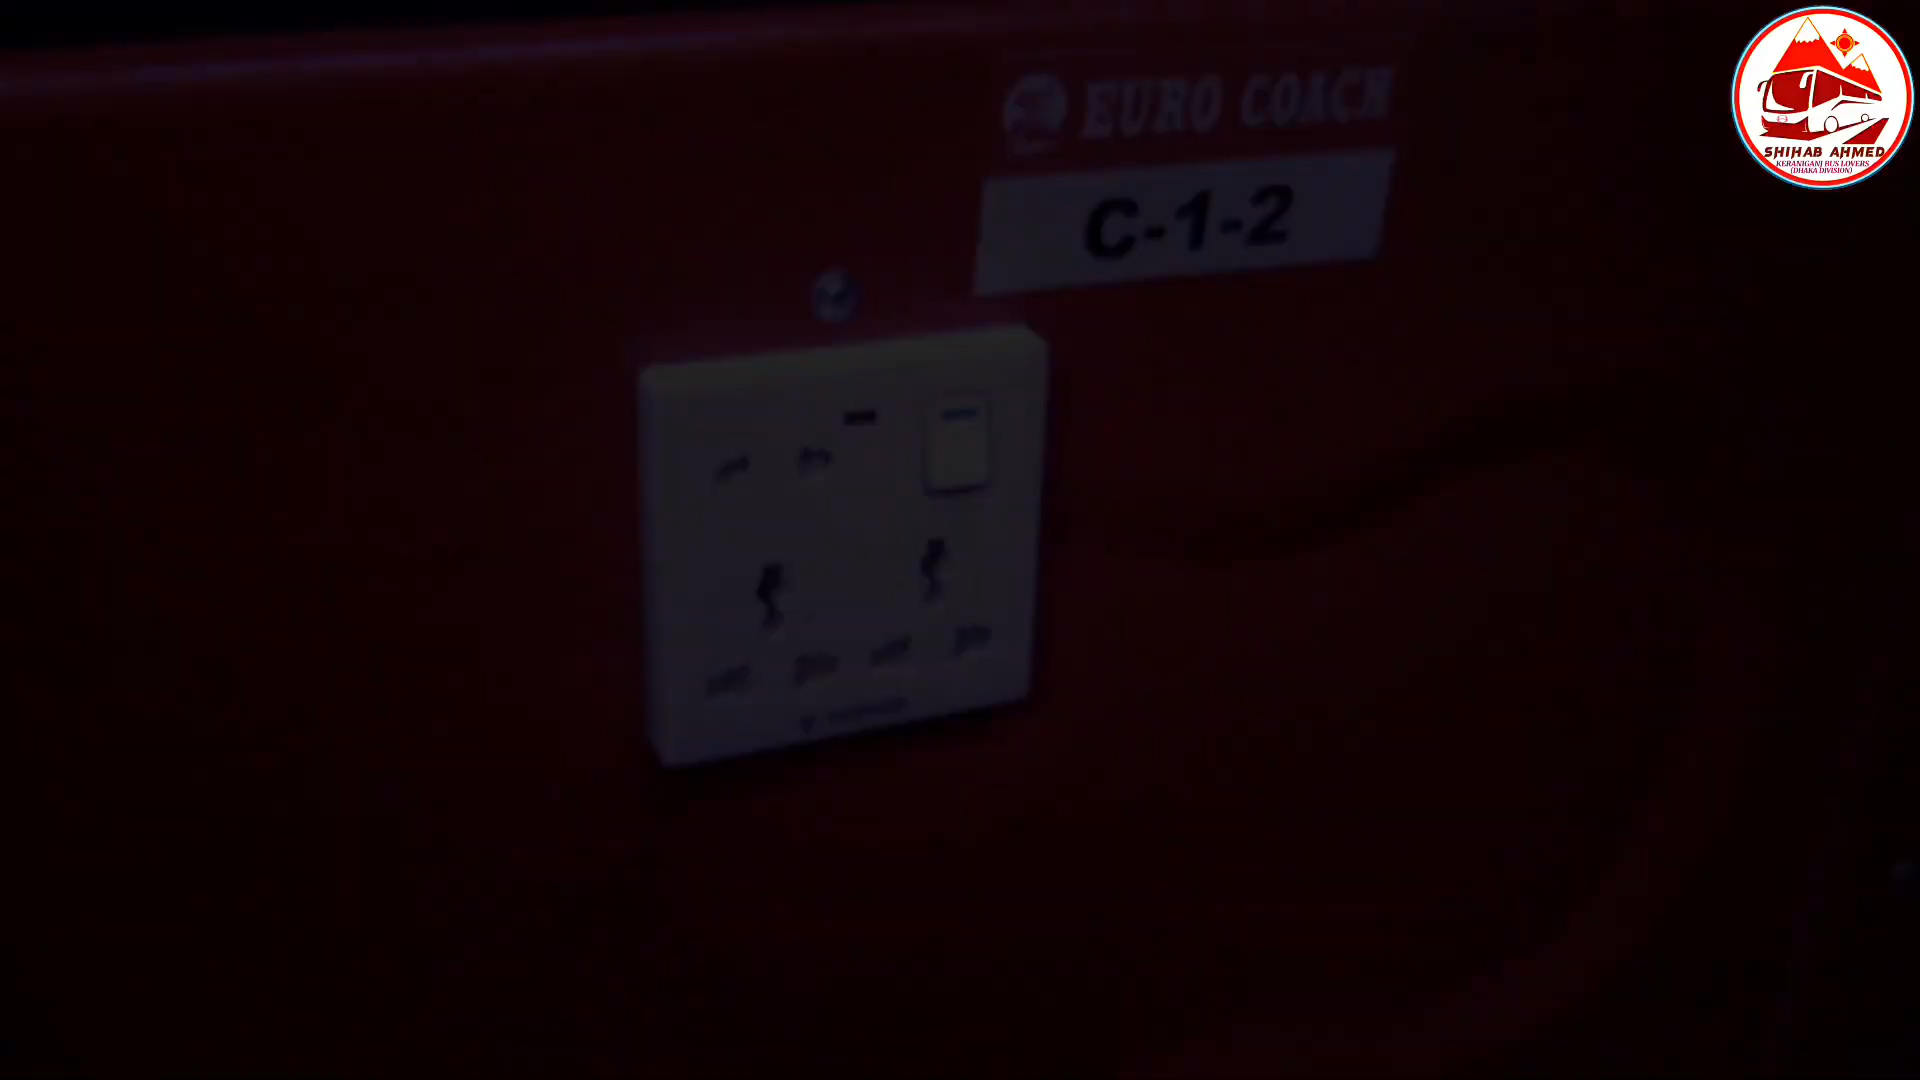 EURO COACH
C-1-2
SHIHAB AHMED
KERANIGANJ BUS LOVERS
(DHAKA DIVISION)